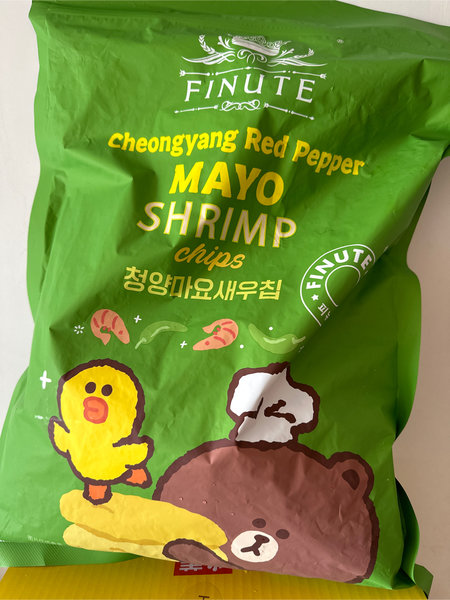 FINUTE
Cheongyang Red Pepper
MAYO
SHRIMP
chips
청양마요새우칩
FINUTE